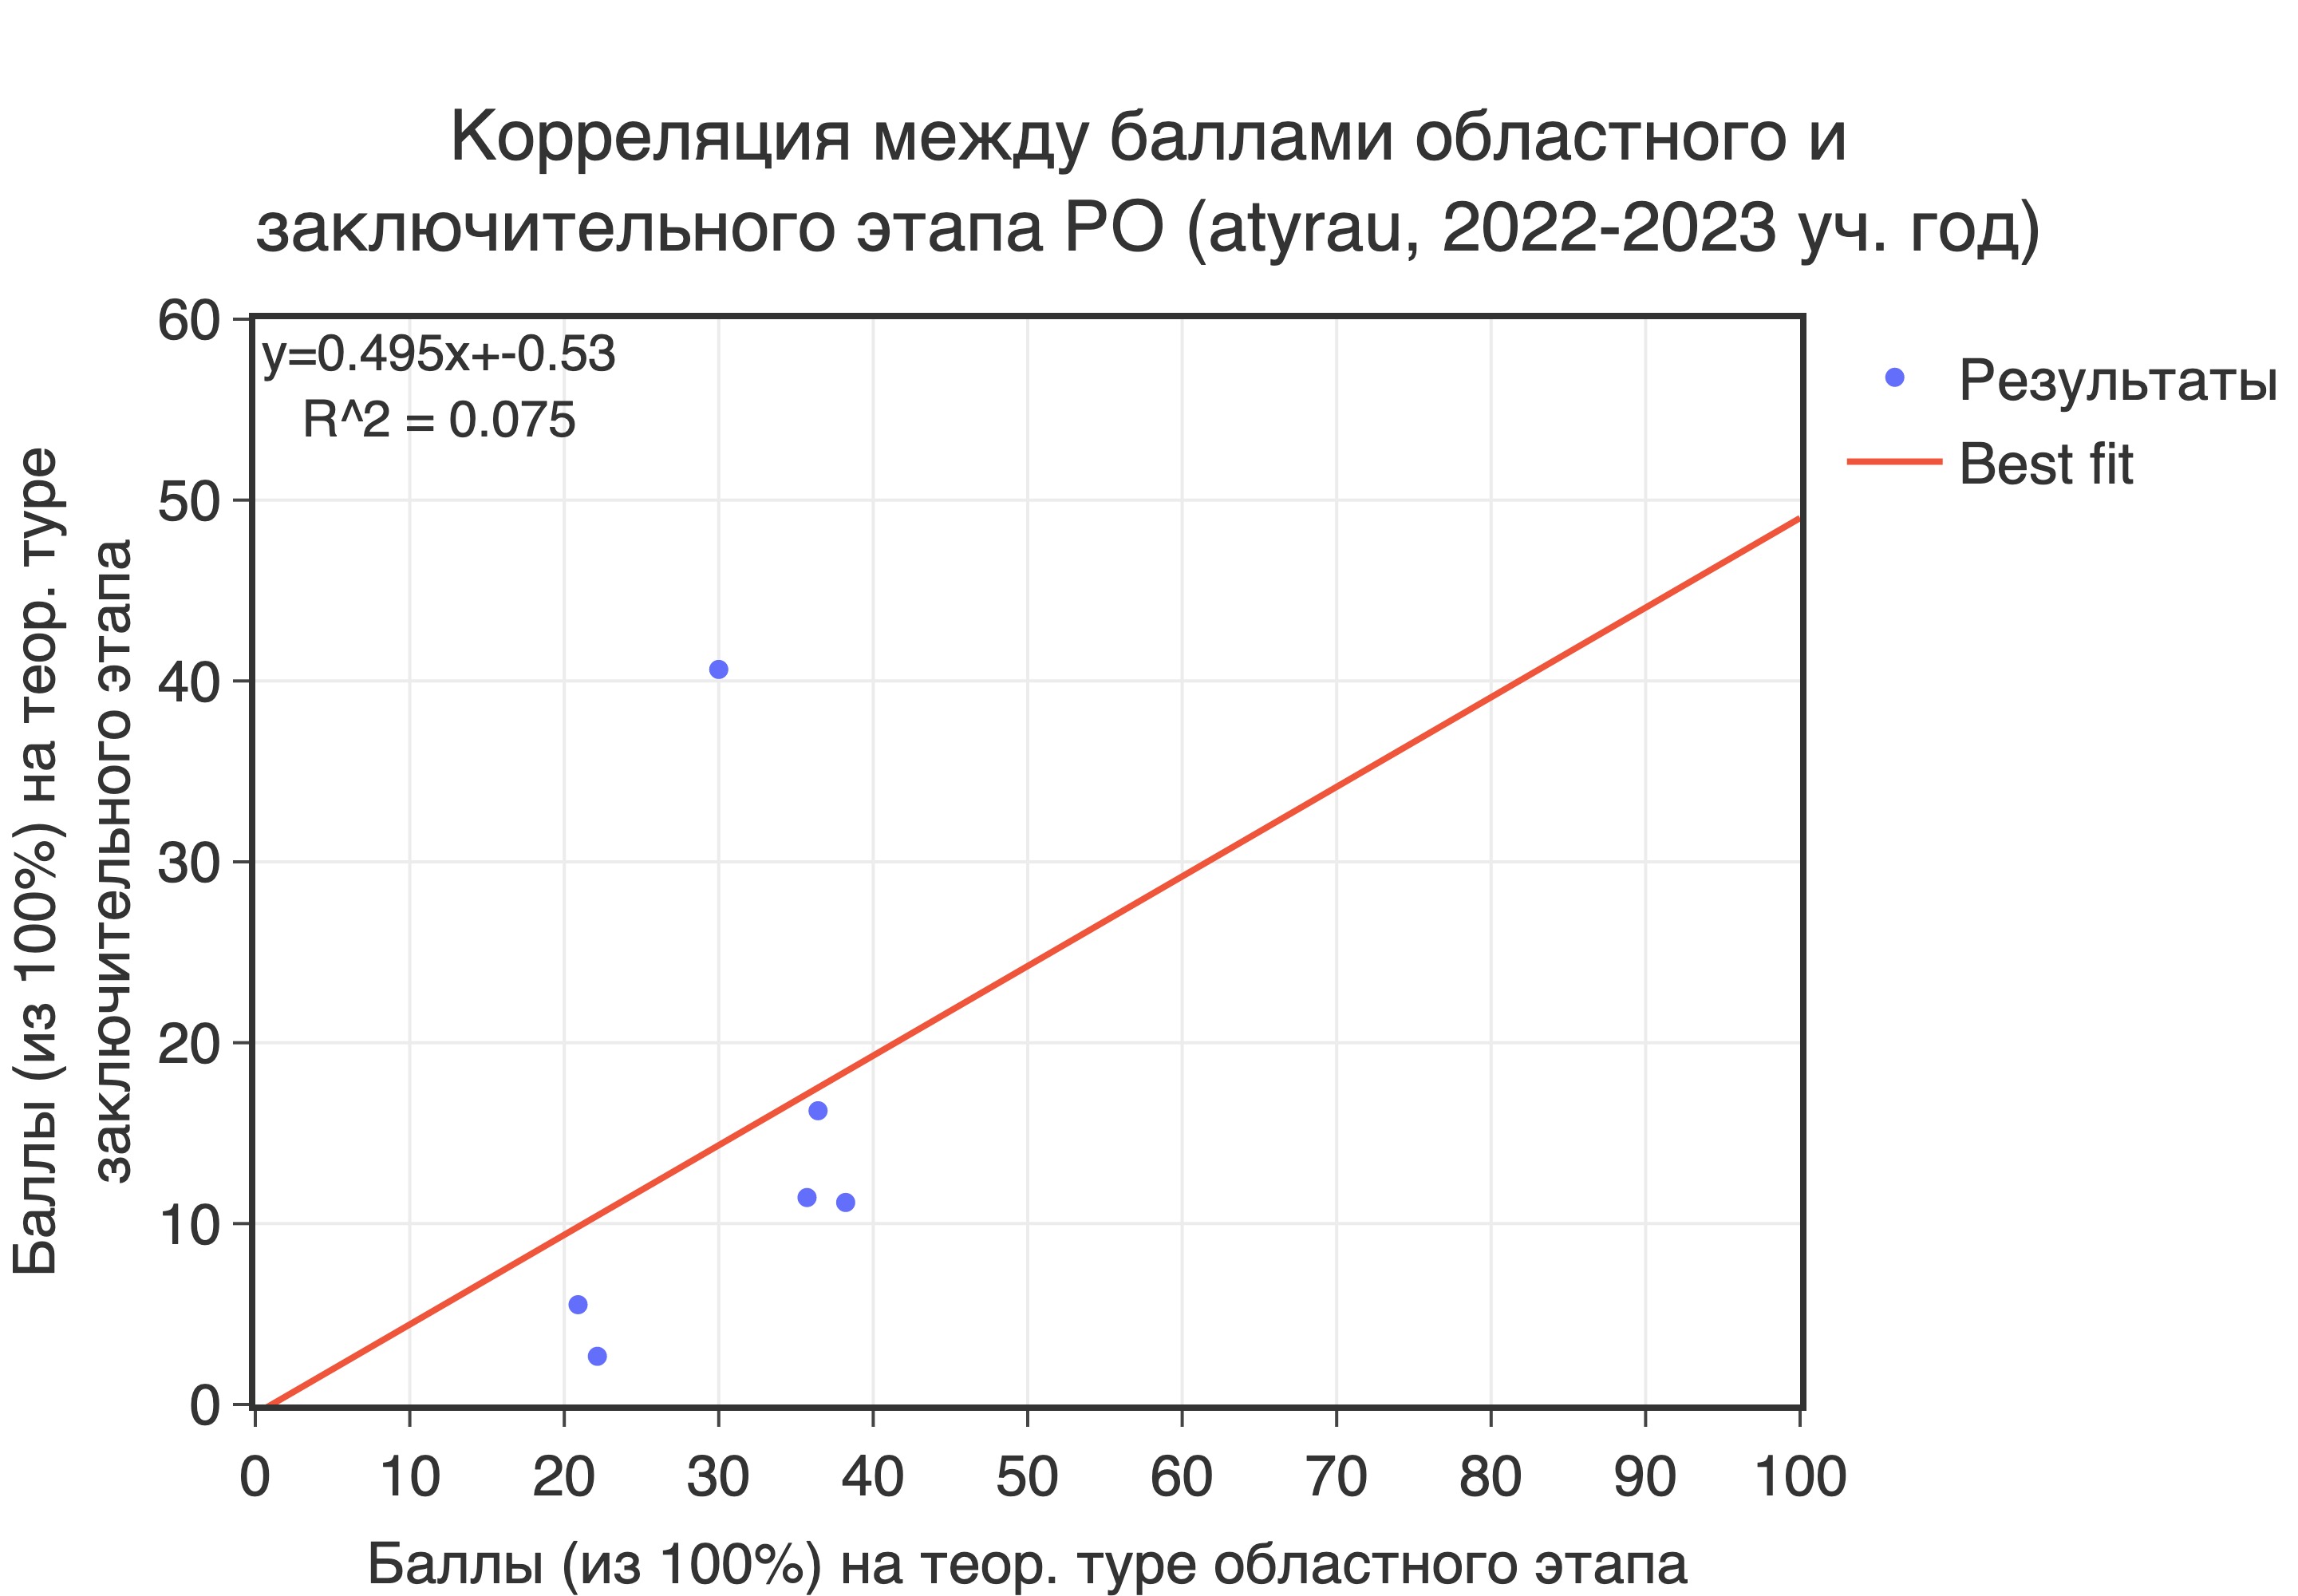 Корреляция между баллами областного и
заключительного этапа РО (atyrau, 2022-2023 уч. год)
y=0.495x+-0.53
R^2 = 0.075
Результаты
Best fit
Баллы (из 100%) на теор. туре
заключительного этапа
60
50
40
30
20
10
0
0 10 20 30 40 50 60 70 80 90 100
Баллы (из 100%) на теор. туре областного этапа